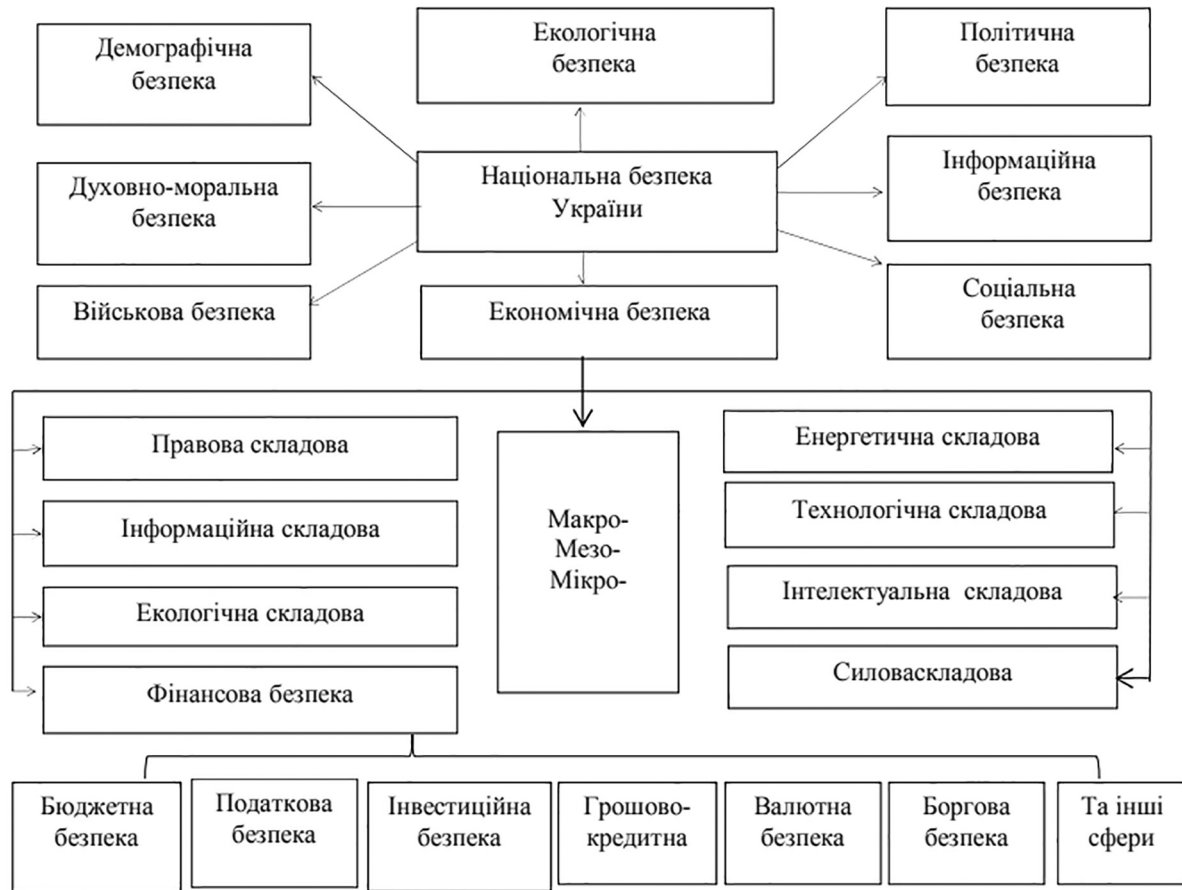 Демографічна
безпека
Екологічна
безпека
Політична
безпека
Духовно-моральна
безпека
Національна безпека
України
Інформаційна
безпека
Військова безпека
Економічна безпека
Соціальна
безпека
Правова складова
Інформаційна складова
Екологічна складова
Фінансова безпека
Макро-
Мезо-
Мікро-
Енергетична складова
Технологічна складова
Інтелектуальна складова
Силоваскладова
Бюджетна
безпека
Податкова
безпека
Інвестиційна
безпека
Грошово-
кредитна
Валютна
безпека
Боргова
безпека
Та інші
сфери